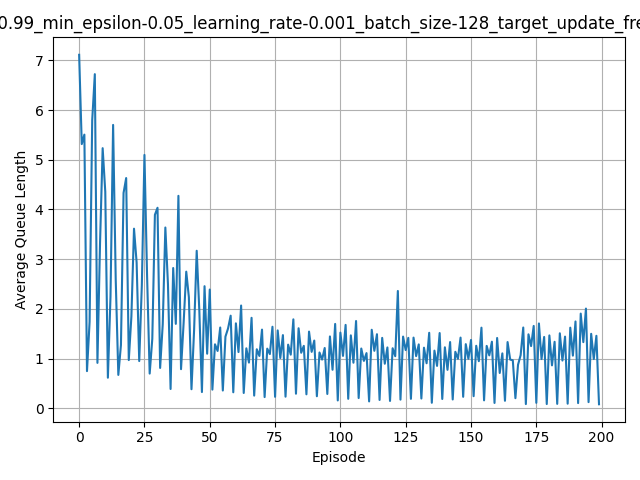 0.99_min_epsilon-0.05_learning_rate-0.001_batch_size-128_target_update_fre
Average Queue Length
7
6
5
4
3
2
1
0
0 25 50 75 100 125 150 175 200
Episode